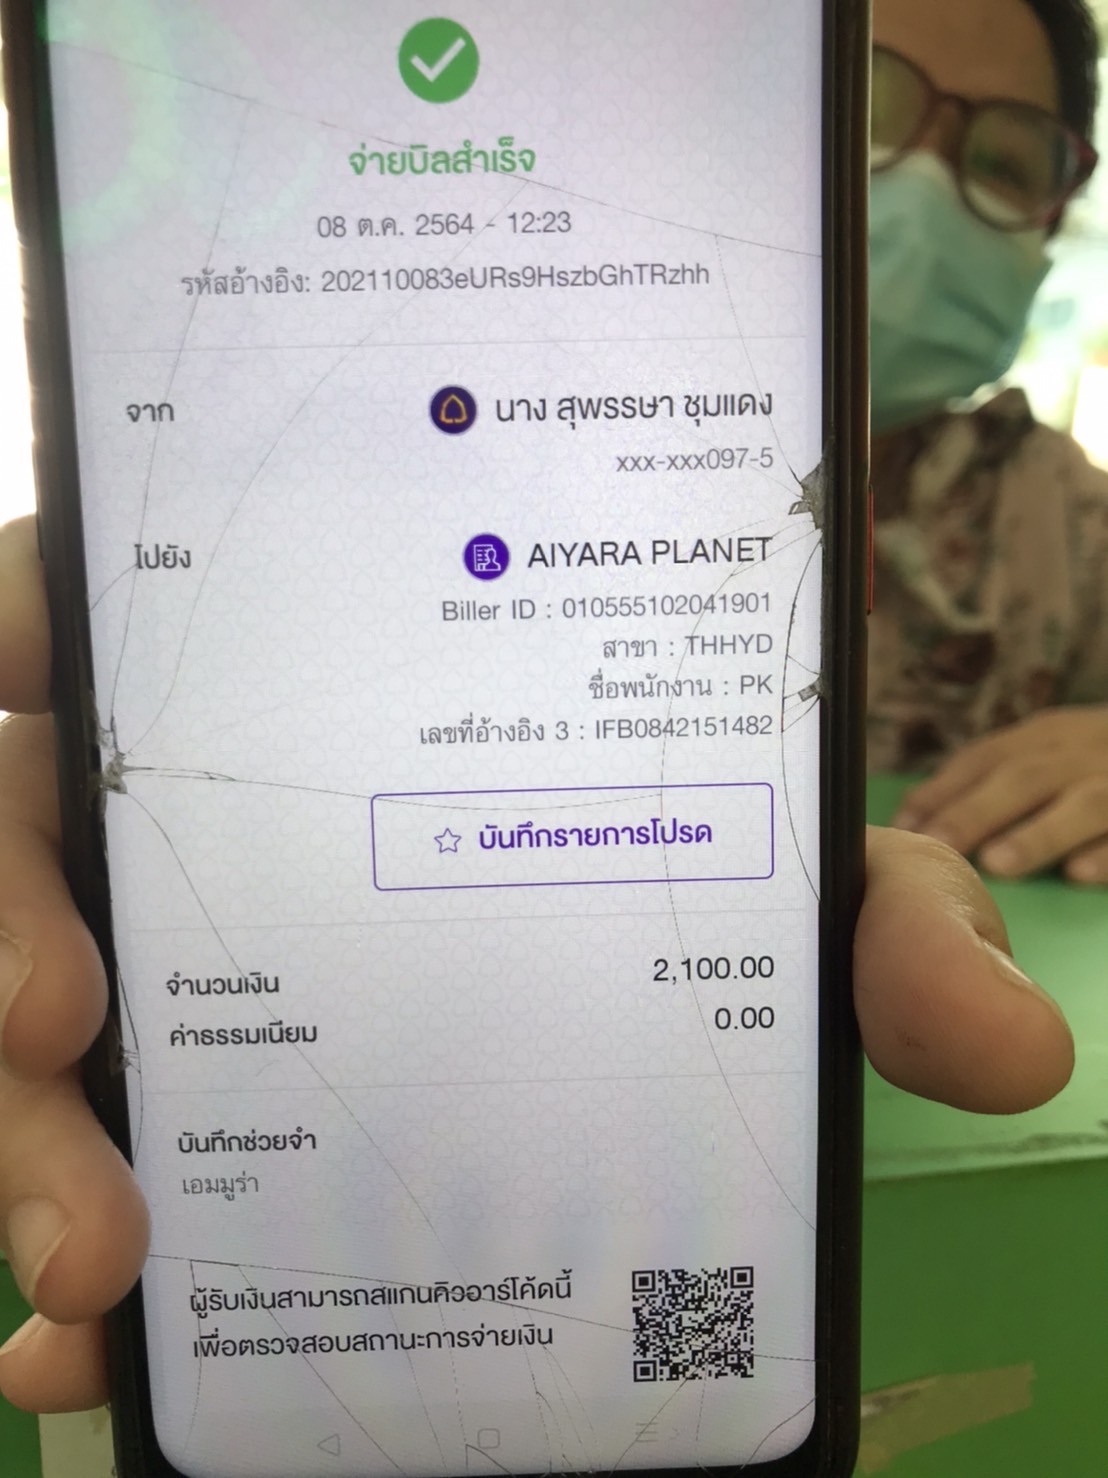 จ่ายบิลสำเร็จ
08 ต.ค. 2564 - 12:23
รหัสอ้างอิง: 202110083eURs9HszbGhTRzhh
จาก
นาง สุพรรษา ชุมแดง
xxx-xxx097-5
ไปยัง
AIYARA PLANET
Biller ID : 010555102041901
สาขา : THHYD
ชื่อพนักงาน : PK
เลขที่อ้างอิง 3 : IFB0842151482
บันทึกรายการโปรด
จำนวนเงิน 2,100.00
ค่าธรรมเนียม 0.00
บันทึกช่วยจำ
เอมมูร่า
ผู้รับเงินสามารถสแกนคิวอาร์โค้ดนี้
เพื่อตรวจสอบสถานะการจ่ายเงิน